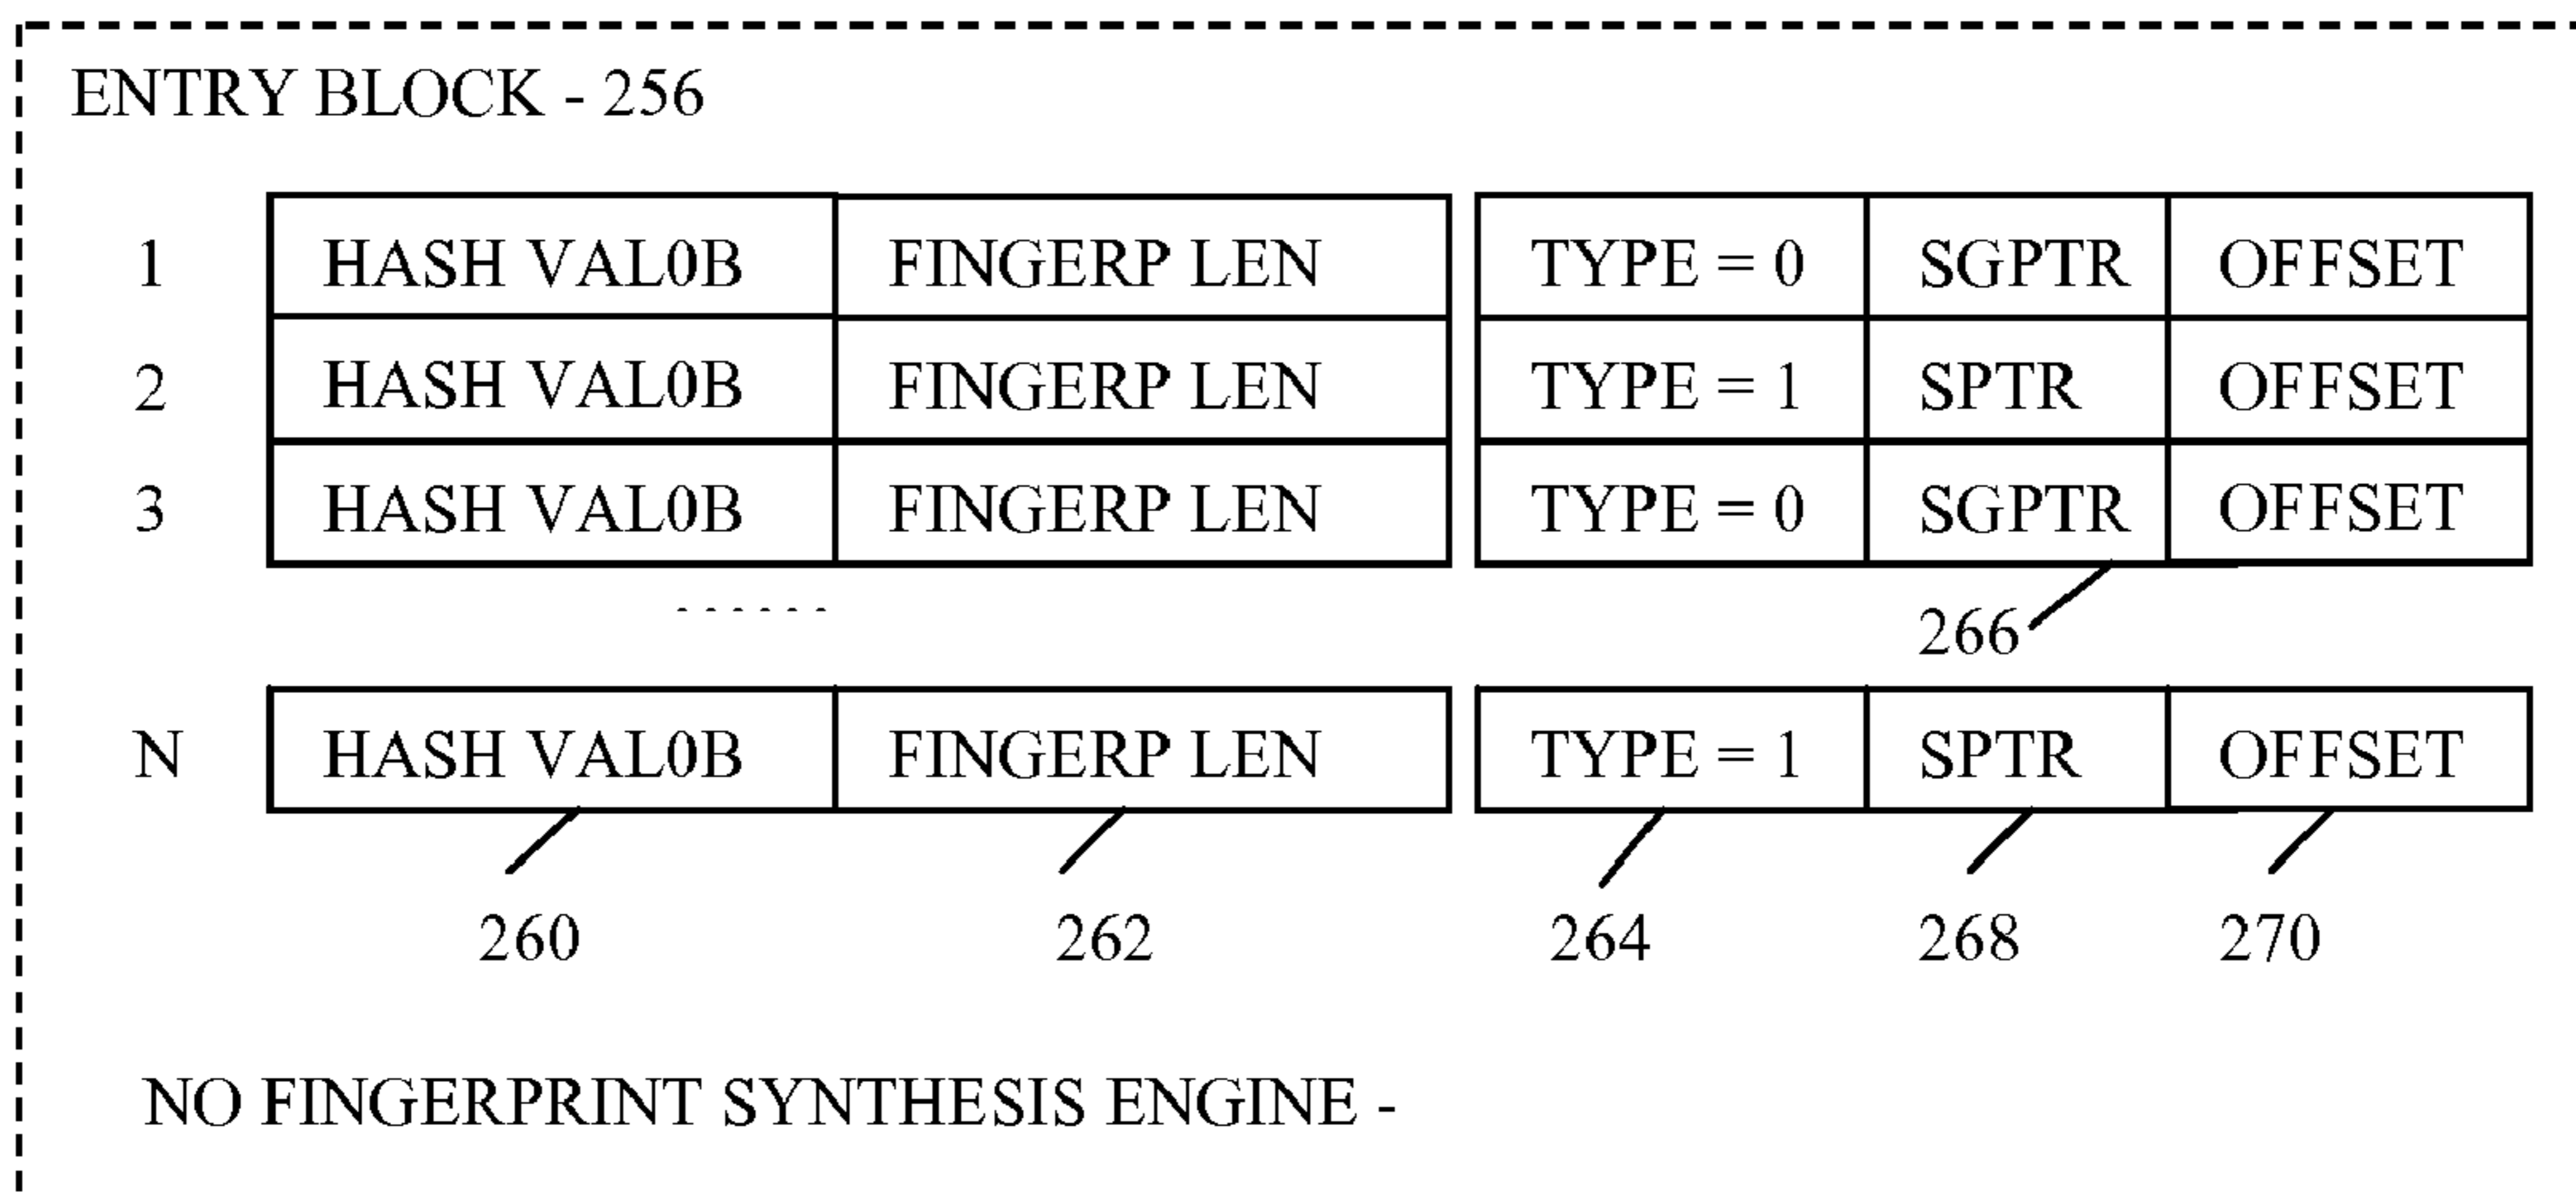 ENTRY BLOCK - 256
1 HASH VAL0B FINGERP LEN TYPE = 0 SGPTR OFFSET
2 HASH VAL0B FINGERP LEN TYPE = 1 SPTR OFFSET
3 HASH VAL0B FINGERP LEN TYPE = 0 SGPTR OFFSET
......
266
N HASH VAL0B FINGERP LEN TYPE = 1 SPTR OFFSET
260 262 264 268 270
NO FINGERPRINT SYNTHESIS ENGINE -